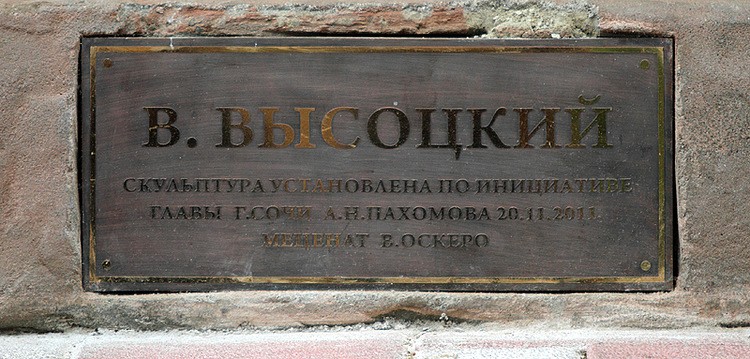 В. ВЫСОЦКИЙ
СКУЛЬПТУРА УСТАНОВЛЕНА ПО ИНИЦИАТИВЕ
ГЛАВЫ Г.СОЧИ А.Н.ПАХОМОВА 20.11.2011.
МЕЦЕНАТ В.ОСКЕРО